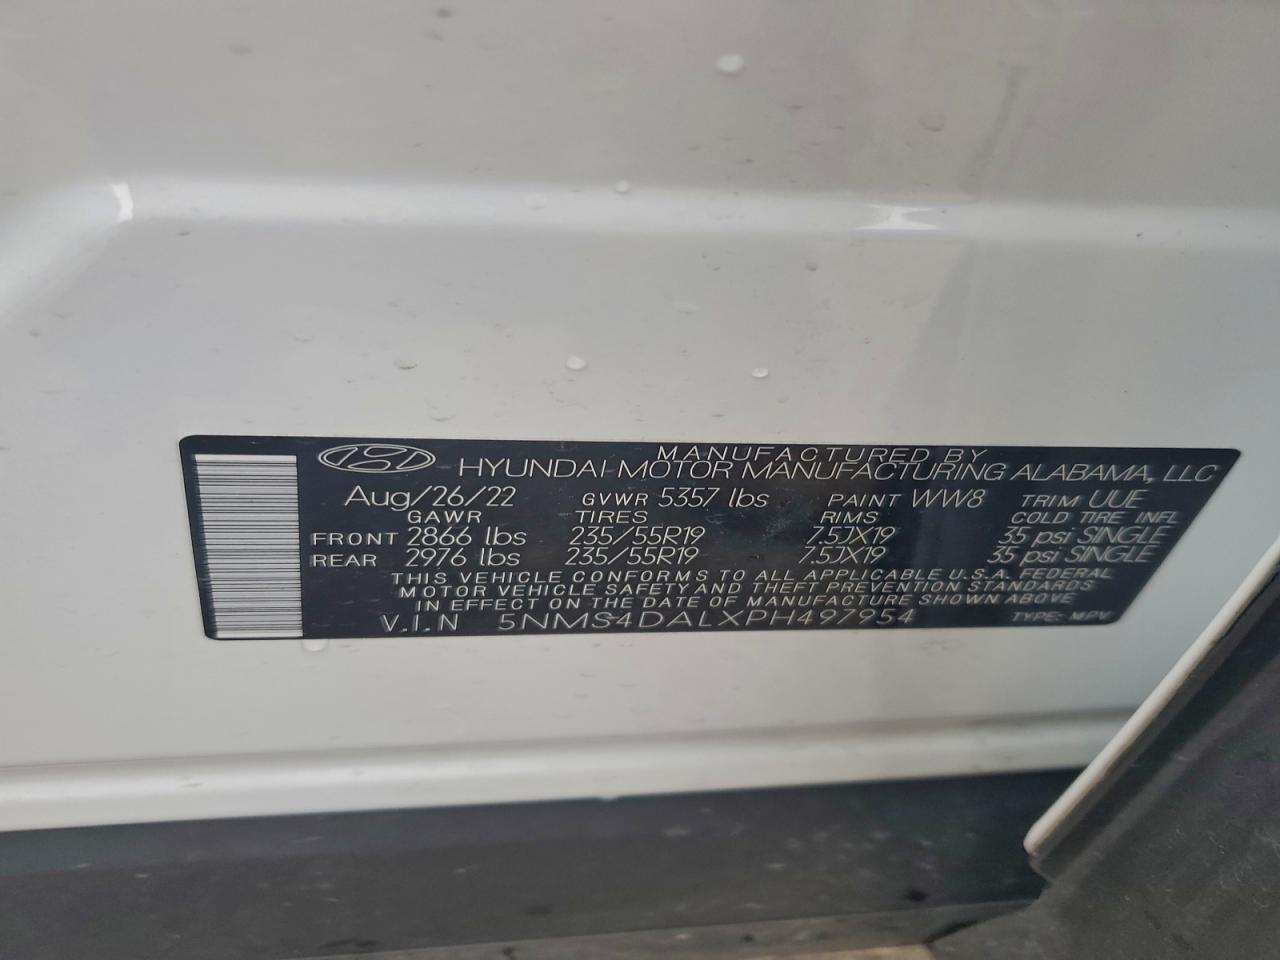 MANUFACTURED BY
HYUNDAI MOTOR MANUFACTURING ALABAMA, LLC
Aug/26/22 GVWR 5357 lbs PAINT WW8 TRIM UUE
GAWR TIRES RIMS COLD TIRE INFL
FRONT 2866 lbs 235/55R19 7.5JX19 35 psi SINGLE
REAR 2976 lbs 235/55R19 7.5JX19 35 psi SINGLE
THIS VEHICLE CONFORMS TO ALL APPLICABLE U.S.A. FEDERAL
MOTOR VEHICLE SAFETY AND THEFT PREVENTION STANDARDS
IN EFFECT ON THE DATE OF MANUFACTURE SHOWN ABOVE
V.I.N 5NMS4DALXPH497954 TYPE: MPV